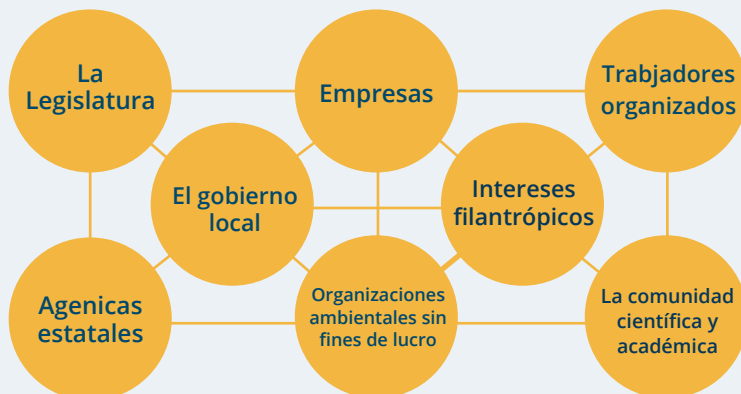 La
Legislatura
Empresas
Trabjadores
organizados
El gobierno
local
Intereses
filantrópicos
Agenicas
estatales
Organizaciones
ambientales sin
fines de lucro
La comunidad
científica y
académica